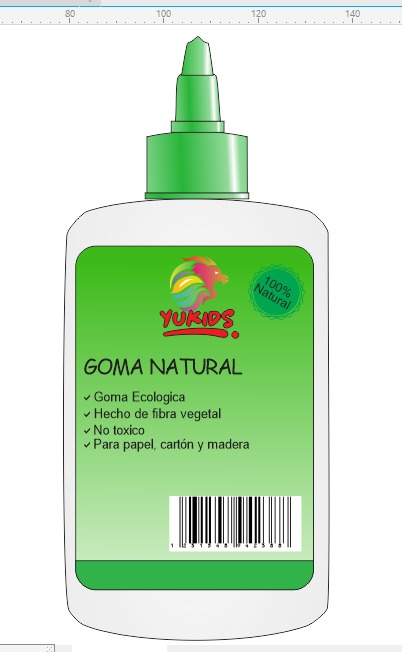 80
100
120
140
100%
Natural
YUKIDS
GOMA NATURAL
Goma Ecologica
Hecho de fibra vegetal
No toxico
Para papel, cartón y madera